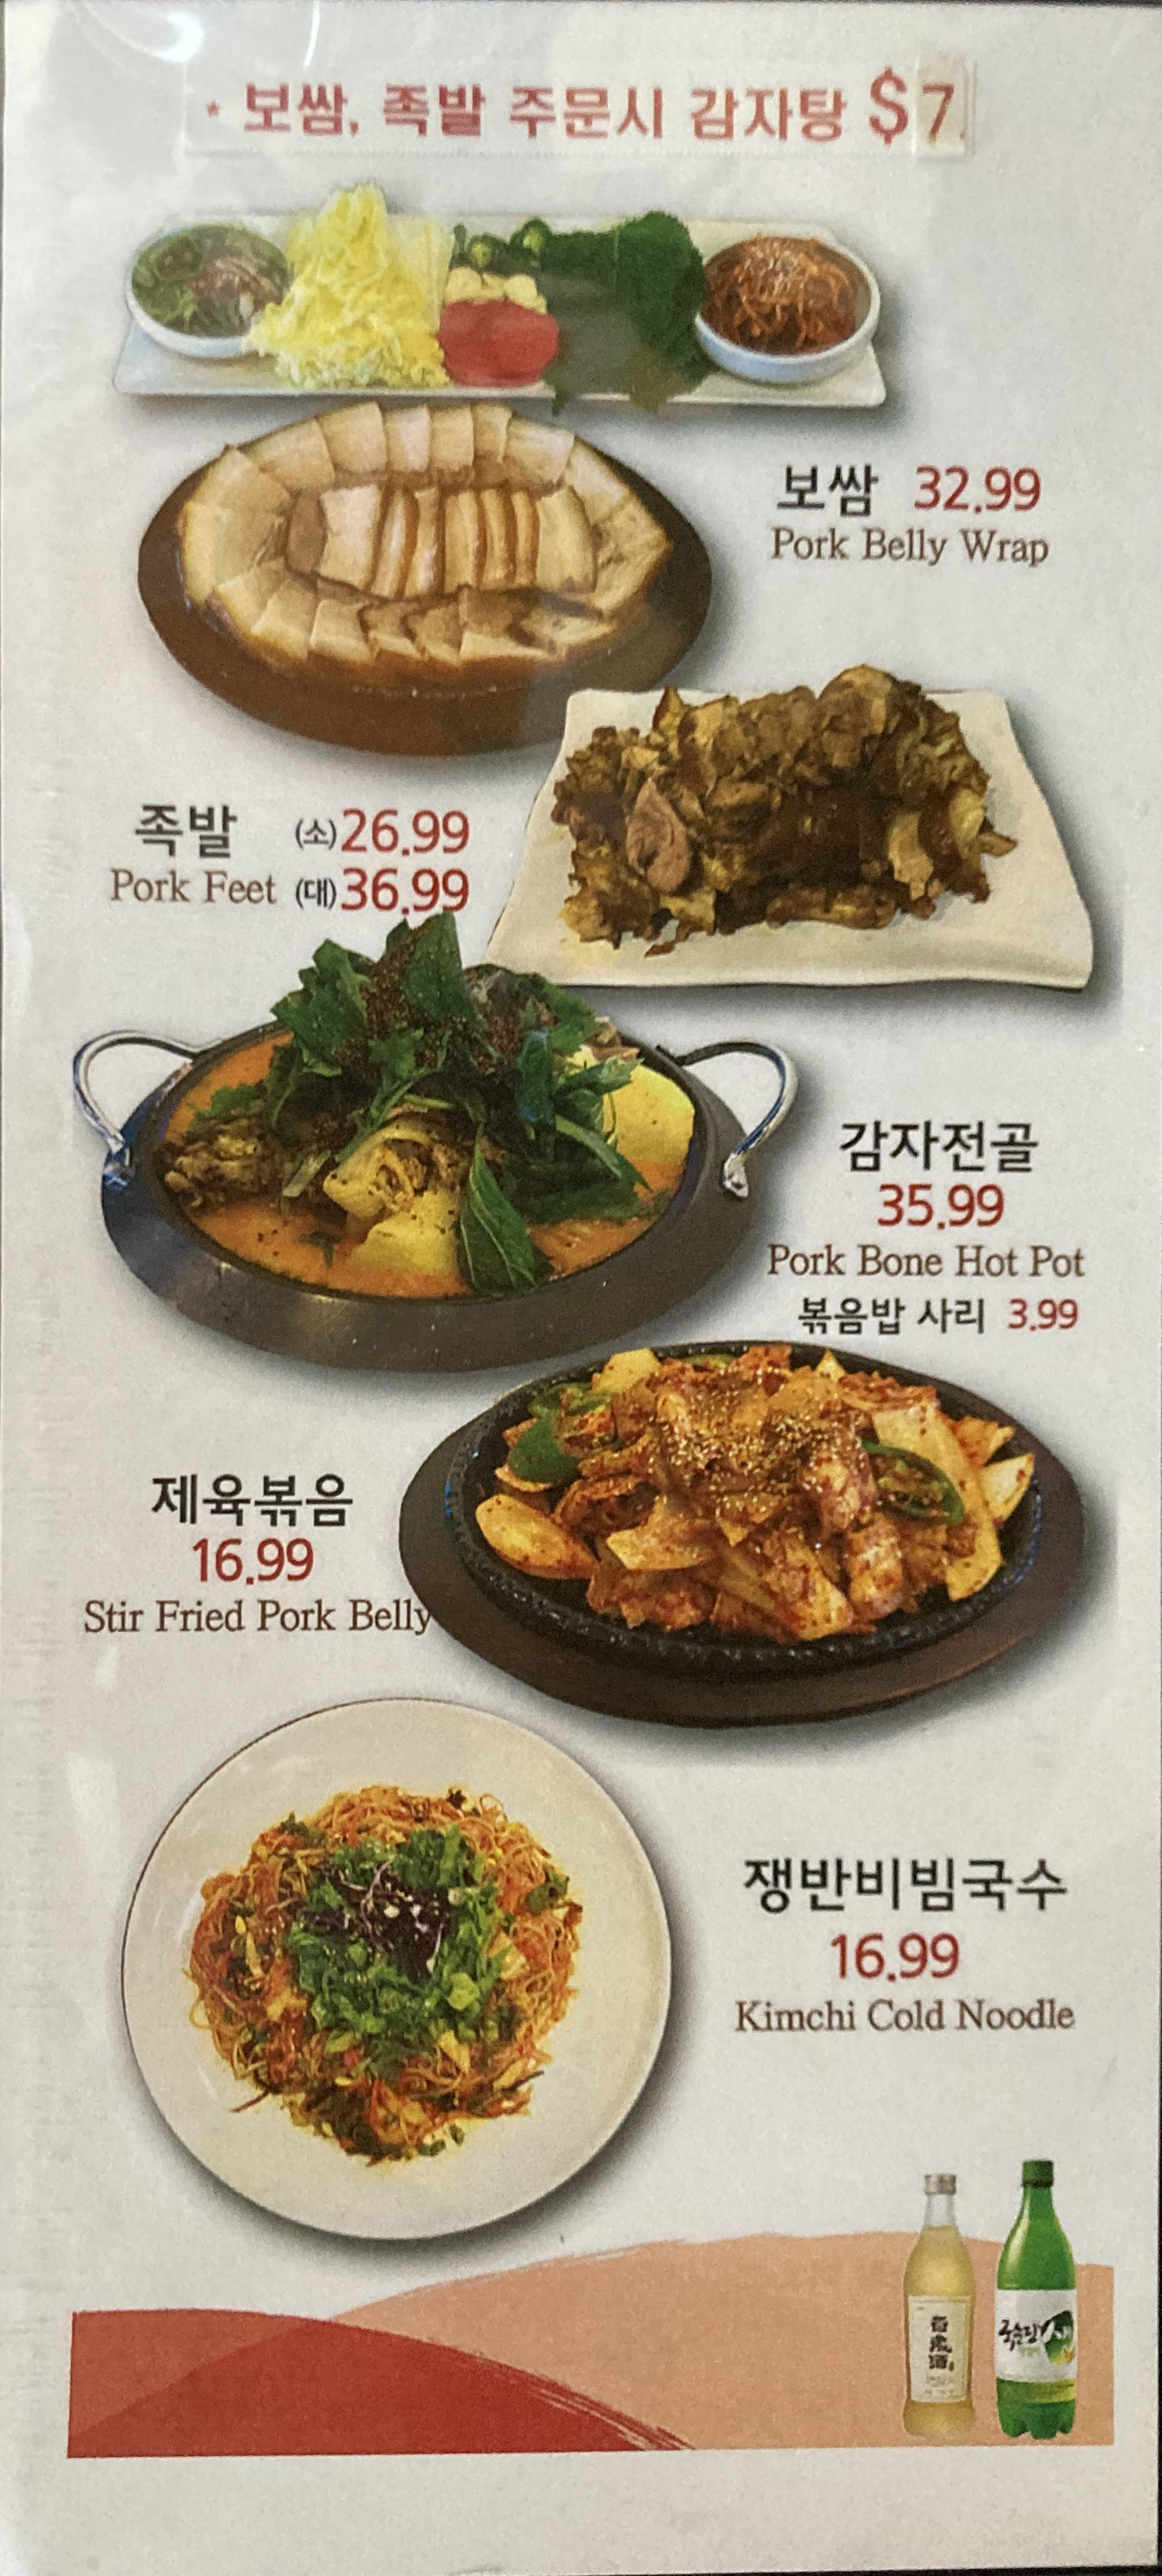 * 보쌈, 족발 주문시 감자탕 $7.
보쌈 32.99
Pork Belly Wrap
족발 (소)26.99
Pork Feet (대)36.99
감자전골
35.99
Pork Bone Hot Pot
볶음밥 사리 3.99
제육볶음
16.99
Stir Fried Pork Belly
쟁반비빔국수
16.99
Kimchi Cold Noodle
국순당